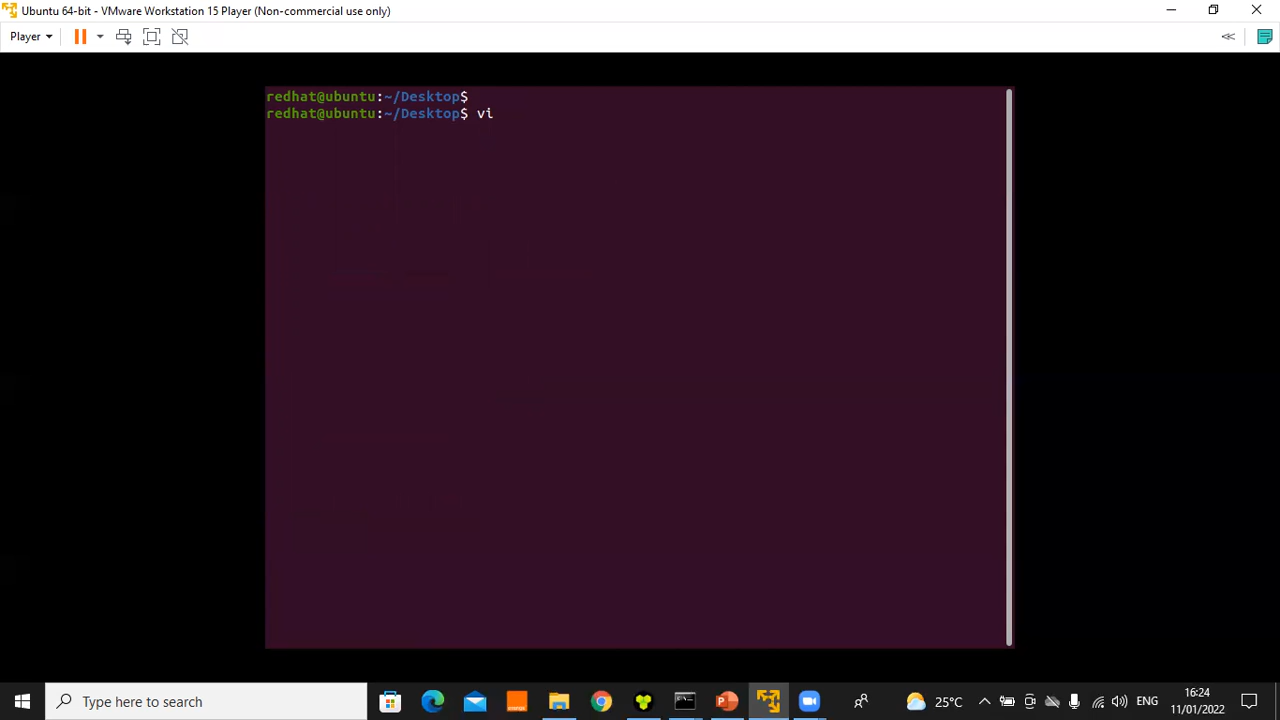 Ubuntu 64-bit - VMware Workstation 15 Player (Non-commercial use only)
Player
redhat@ubuntu:~/Desktop$
redhat@ubuntu:~/Desktop$ vi
Type here to search
25°C
ENG
16:24
11/01/2022